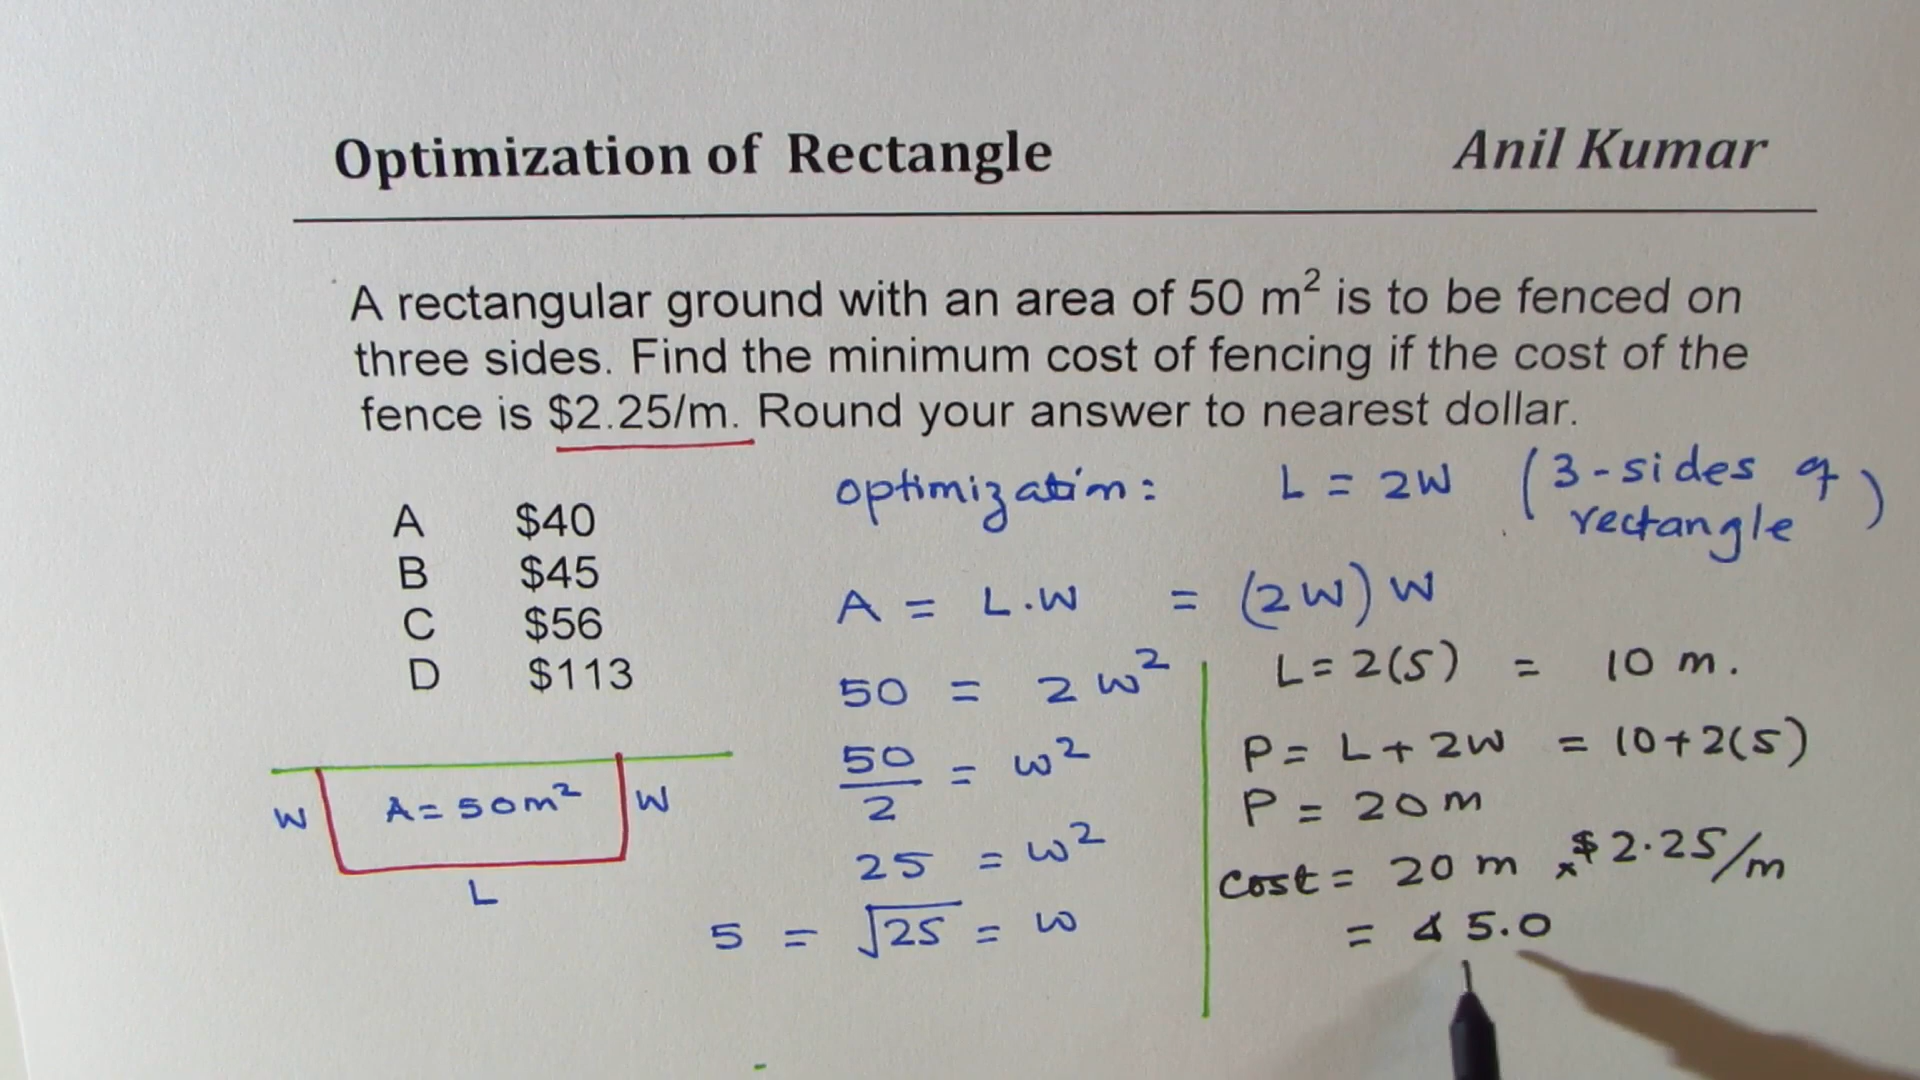 Optimization of Rectangle
Anil Kumar
A rectangular ground with an area of 50 m² is to be fenced on
three sides. Find the minimum cost of fencing if the cost of the
fence is $2.25/m. Round your answer to nearest dollar.
A $40
B $45
C $56
D $113
W A = 50m² W
L
optimization: L = 2W (3-sides of rectangle)
A = L.W = (2W) W
50 = 2W²
50/2 = W²
25 = W²
5 = √25 = W
L = 2(5) = 10 m.
P = L + 2W = 10+2(5)
P = 20 m
Cost = 20 m × $2.25/m
= 45.0